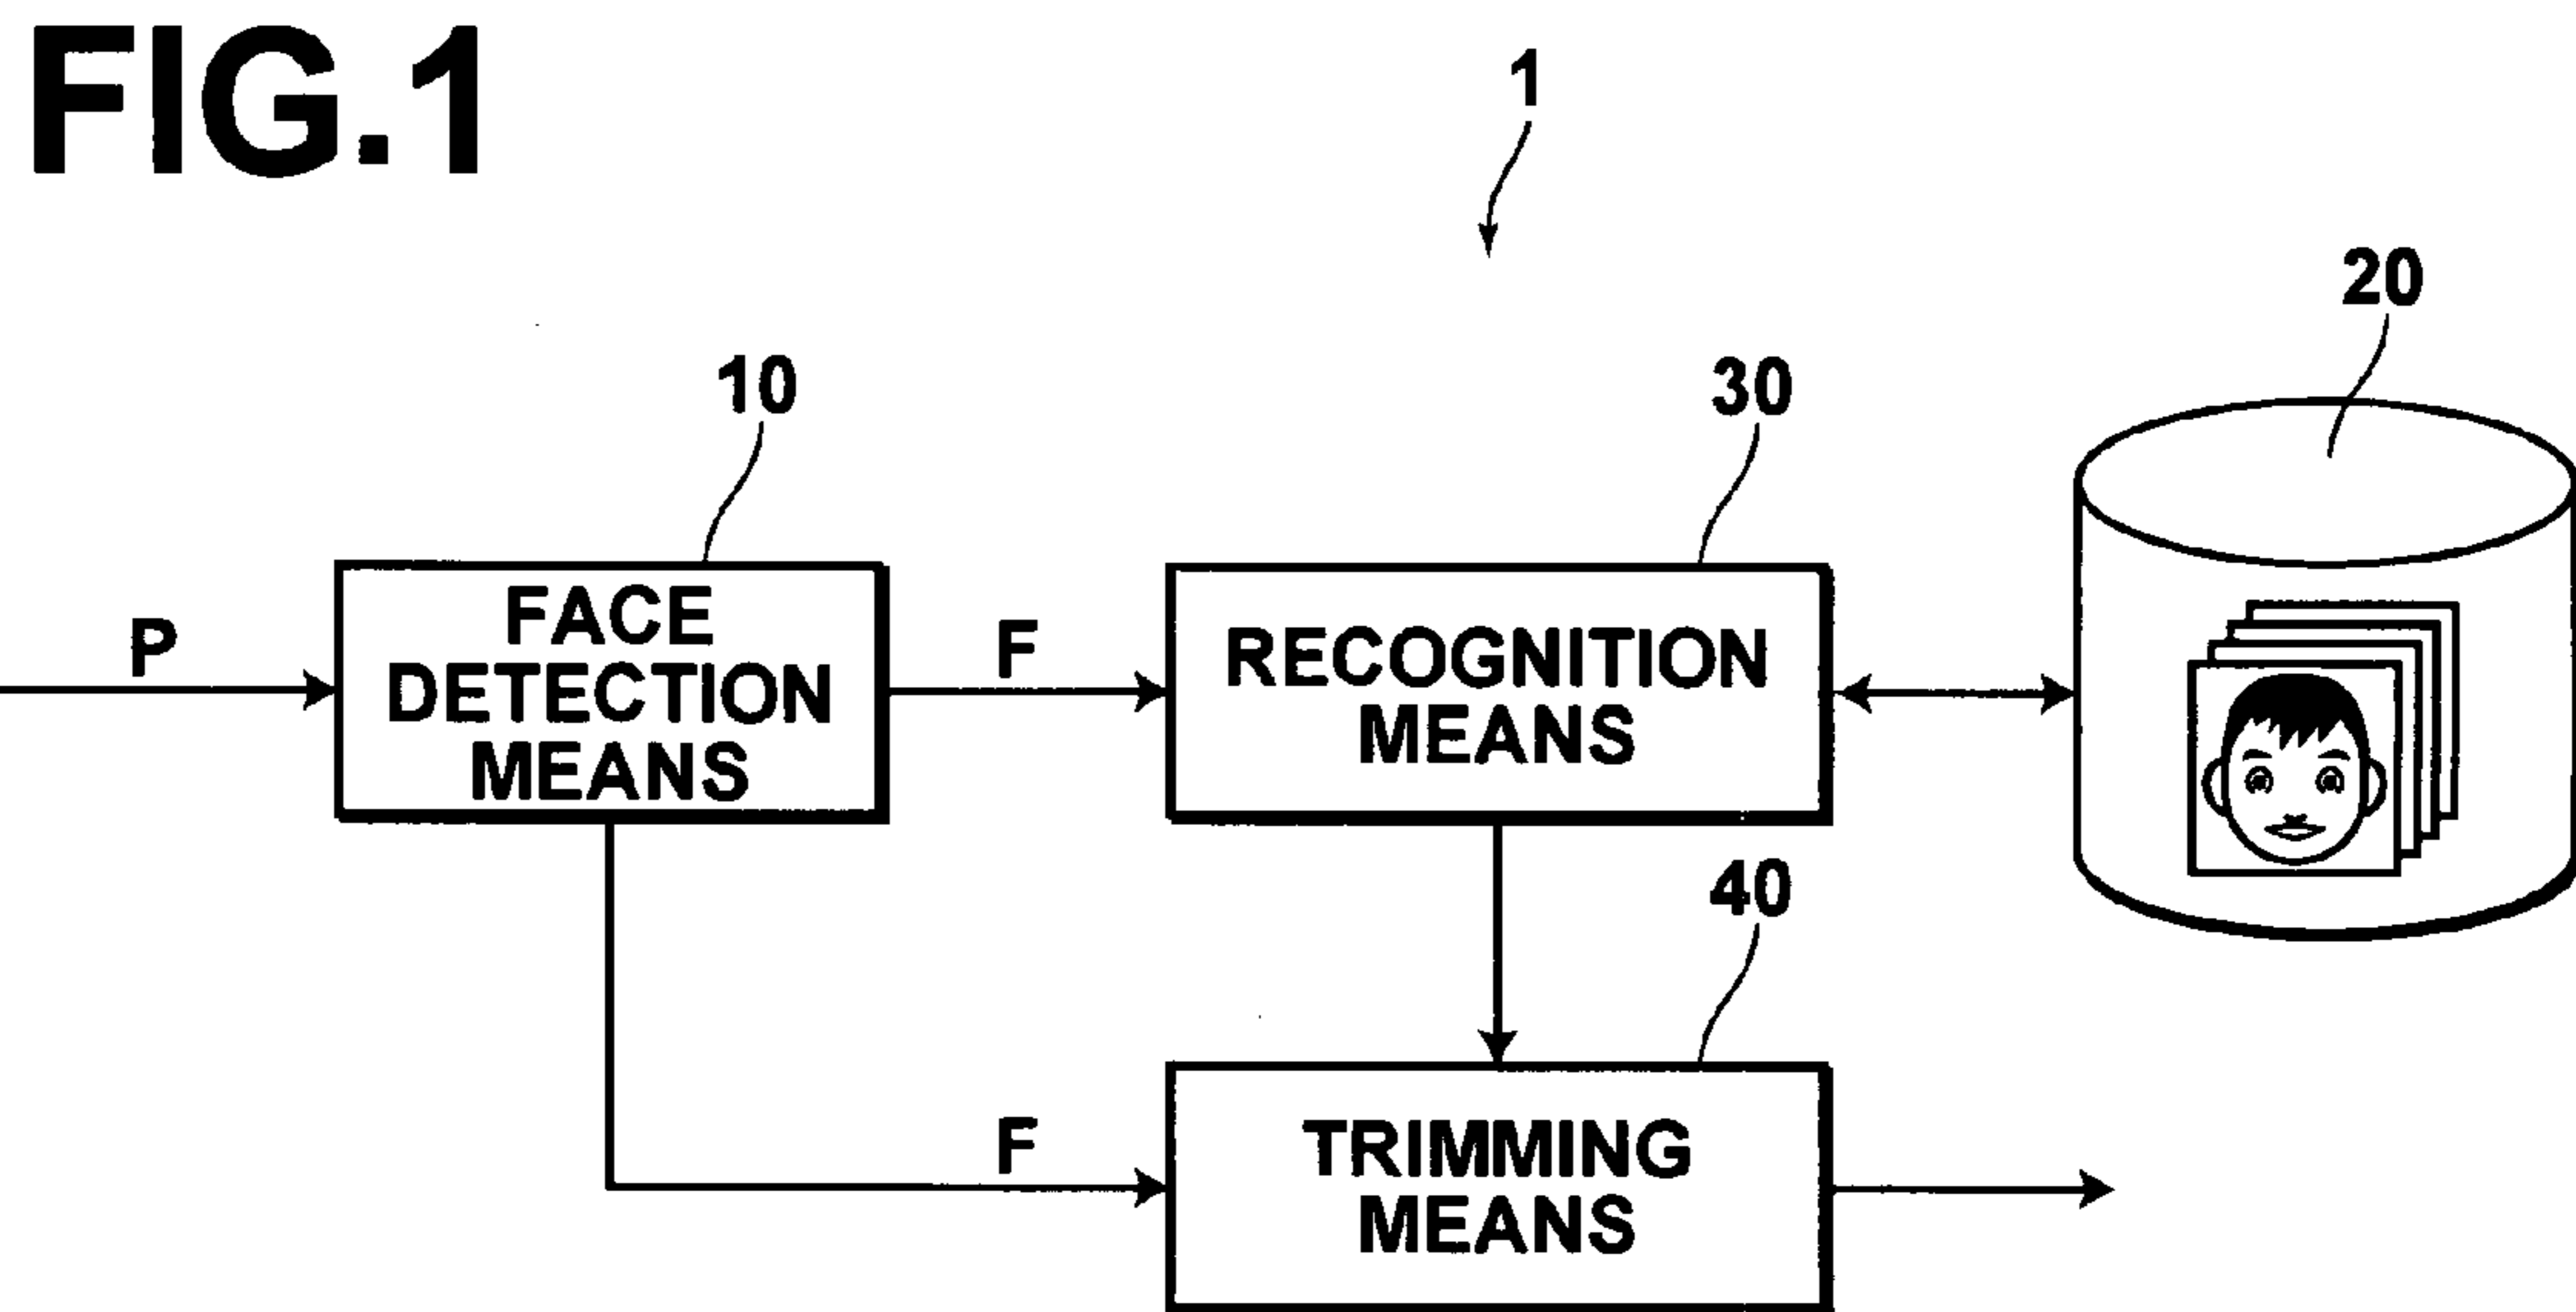 FIG.1
1
20
10
30
P
FACE
DETECTION
MEANS
F
RECOGNITION
MEANS
40
F
TRIMMING
MEANS